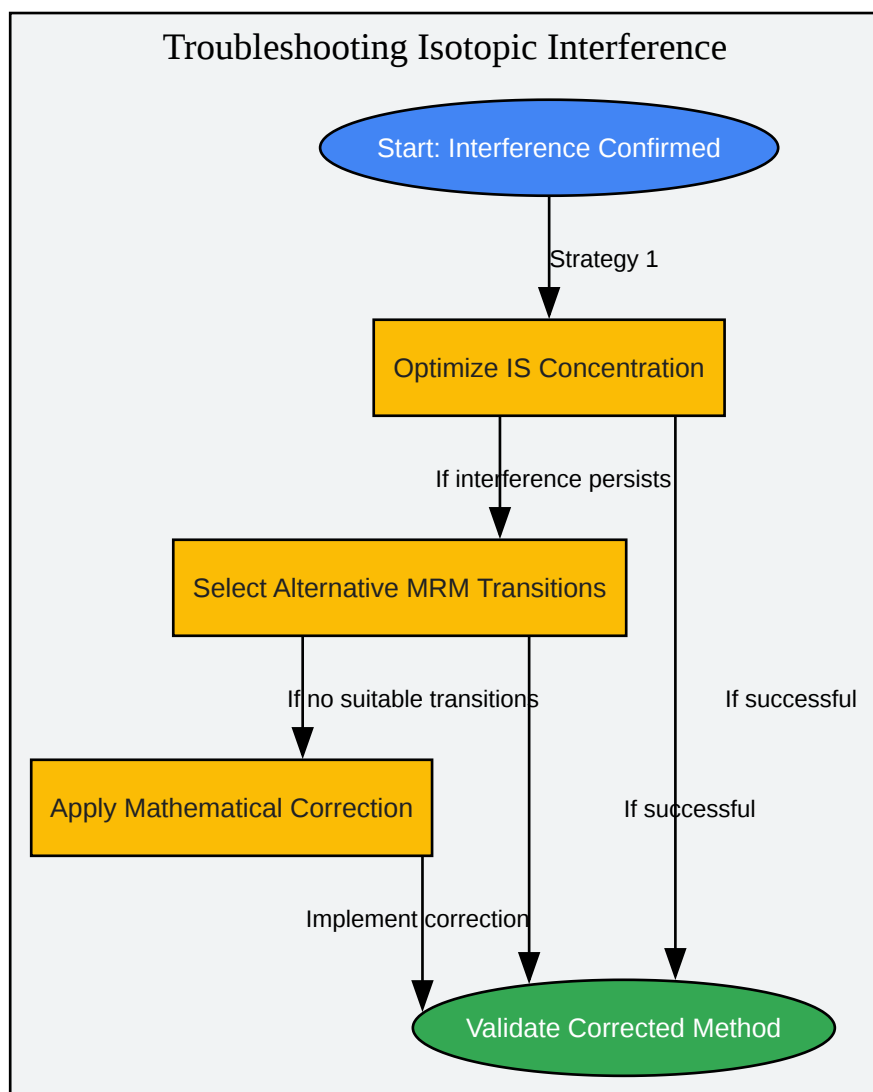 Troubleshooting Isotopic Interference
Start: Interference Confirmed
Strategy 1
Optimize IS Concentration
If interference persists
Select Alternative MRM Transitions
If no suitable transitions
If successful
Apply Mathematical Correction
If successful
Implement correction
Validate Corrected Method